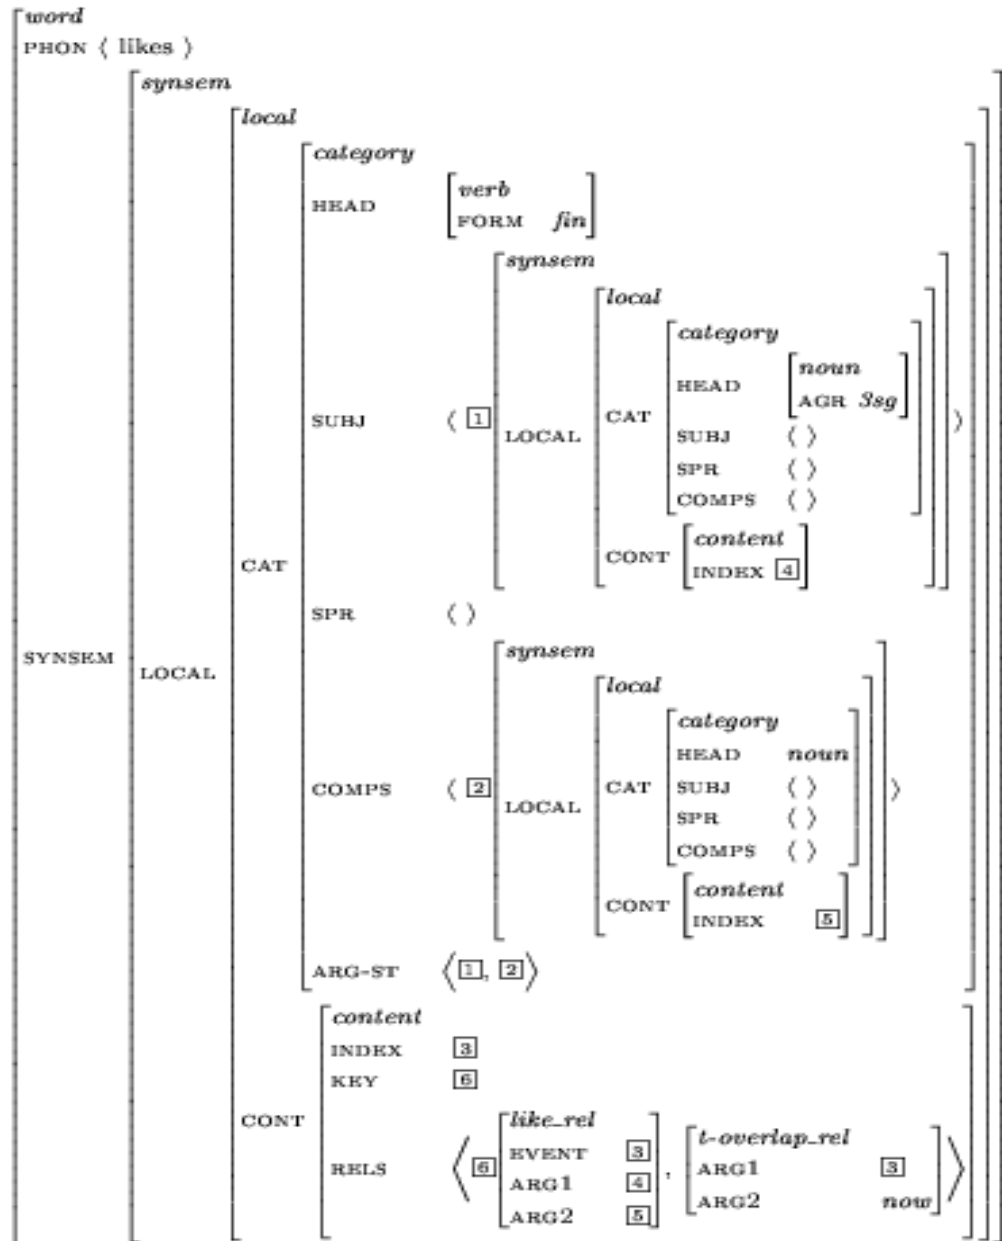 word
PHON ⟨ likes ⟩
synsem
local
category
HEAD [verb
FORM fin]
synsem
local
category
HEAD [noun
AGR 3sg]
SUBJ ⟨ 1 LOCAL CAT SUBJ ⟨ ⟩ ⟩
SPR ⟨ ⟩
COMPS ⟨ ⟩
CONT [content
INDEX 4]
CAT
SPR ⟨ ⟩
synsem
SYNSEM LOCAL
local
category
HEAD noun
COMPS ⟨ 2 LOCAL CAT SUBJ ⟨ ⟩ ⟩
SPR ⟨ ⟩
COMPS ⟨ ⟩
CONT [content
INDEX 5]
ARG-ST ⟨ 1, 2 ⟩
content
INDEX 3
KEY 6
CONT
RELS ⟨ 6 [like_rel
EVENT 3
ARG1 4
ARG2 5] , [t-overlap_rel
ARG1 3
ARG2 now] ⟩